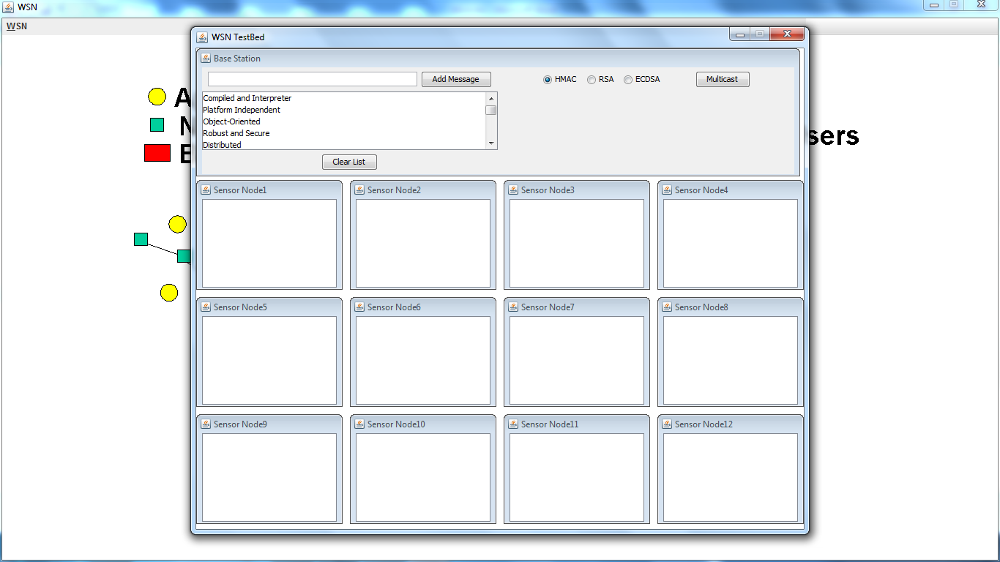 WSN
WSN
WSN TestBed
Base Station
Add Message
HMAC RSA ECDSA
Multicast
Compiled and Interpreter
Platform Independent
Object-Oriented
Robust and Secure
Distributed
Clear List
Sensor Node1 Sensor Node2 Sensor Node3 Sensor Node4
Sensor Node5 Sensor Node6 Sensor Node7 Sensor Node8
Sensor Node9 Sensor Node10 Sensor Node11 Sensor Node12